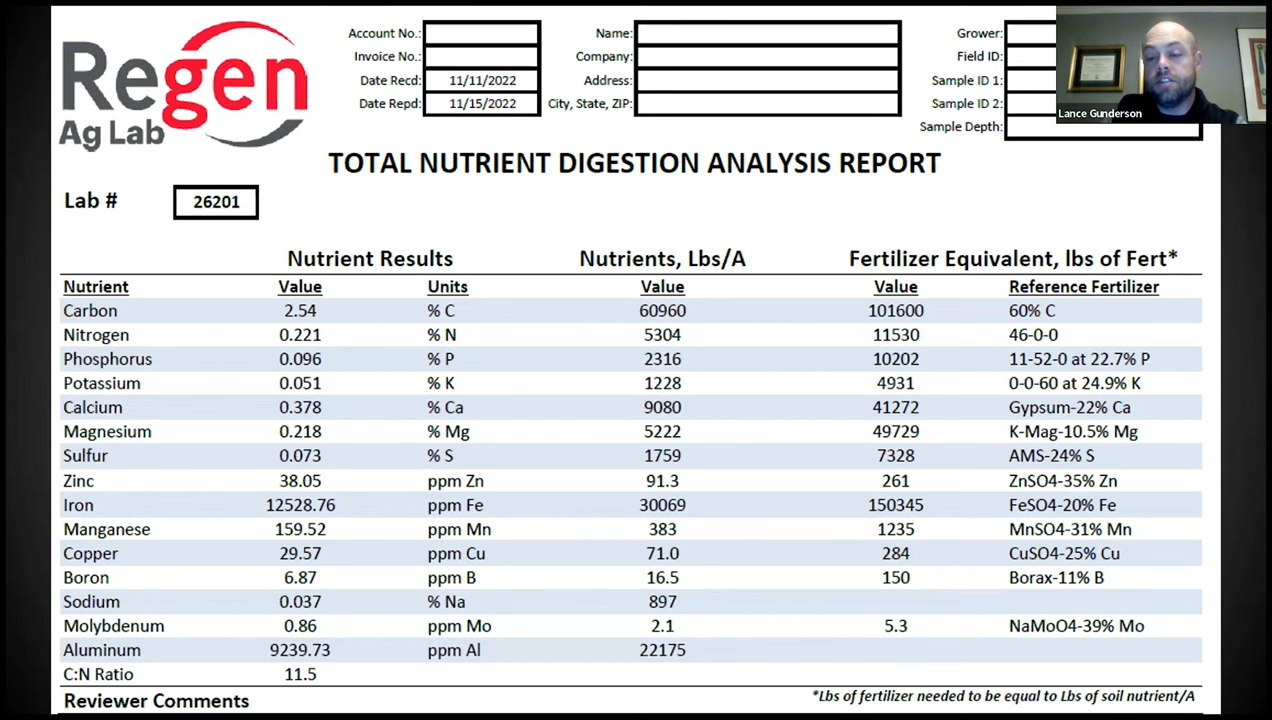 Regen
Ag Lab
Account No.: Name: Grower:
Invoice No.: Company: Field ID:
Date Recd: 11/11/2022 Address: Sample ID 1:
Date Repd: 11/15/2022 City, State, ZIP: Sample ID 2:
Sample Depth:
Lance Gunderson
TOTAL NUTRIENT DIGESTION ANALYSIS REPORT
Lab # 26201
Nutrient Results Nutrients, Lbs/A Fertilizer Equivalent, lbs of Fert*
Nutrient Value Units Value Value Reference Fertilizer
Carbon 2.54 % C 60960 101600 60% C
Nitrogen 0.221 % N 5304 11530 46-0-0
Phosphorus 0.096 % P 2316 10202 11-52-0 at 22.7% P
Potassium 0.051 % K 1228 4931 0-0-60 at 24.9% K
Calcium 0.378 % Ca 9080 41272 Gypsum-22% Ca
Magnesium 0.218 % Mg 5222 49729 K-Mag-10.5% Mg
Sulfur 0.073 % S 1759 7328 AMS-24% S
Zinc 38.05 ppm Zn 91.3 261 ZnSO4-35% Zn
Iron 12528.76 ppm Fe 30069 150345 FeSO4-20% Fe
Manganese 159.52 ppm Mn 383 1235 MnSO4-31% Mn
Copper 29.57 ppm Cu 71.0 284 CuSO4-25% Cu
Boron 6.87 ppm B 16.5 150 Borax-11% B
Sodium 0.037 % Na 897
Molybdenum 0.86 ppm Mo 2.1 5.3 NaMoO4-39% Mo
Aluminum 9239.73 ppm Al 22175
C:N Ratio 11.5
Reviewer Comments *Lbs of fertilizer needed to be equal to Lbs of soil nutrient/A